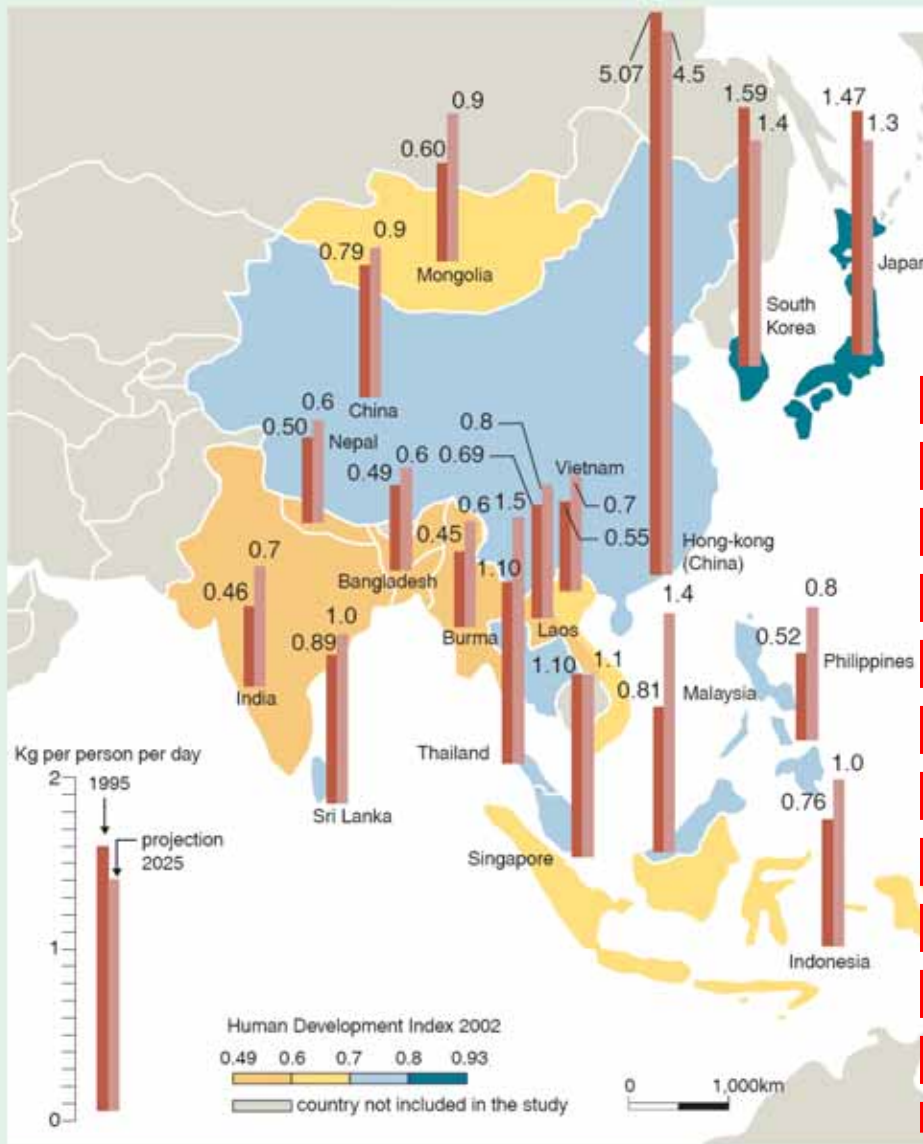 5.07
4.5
1.59
1.4
1.47
1.3
0.9
0.60
Mongolia
0.9
0.79
China
South
Korea
Japan
0.6
0.50
Nepal
0.6
0.49
Bangladesh
0.8
0.69
Vietnam
0.7
0.55
0.6
0.45
Burma
1.5
1.10
Laos
Hong-kong
(China)
0.7
0.46
India
1.0
0.89
Sri Lanka
Thailand
1.10
1.1
Singapore
1.4
0.81
Malaysia
0.8
0.52
Philippines
1.0
0.76
Indonesia
Kg per person per day
1995
2
projection
2025
1
0
Human Development Index 2002
0.49 0.6 0.7 0.8 0.93
country not included in the study
0 1,000km